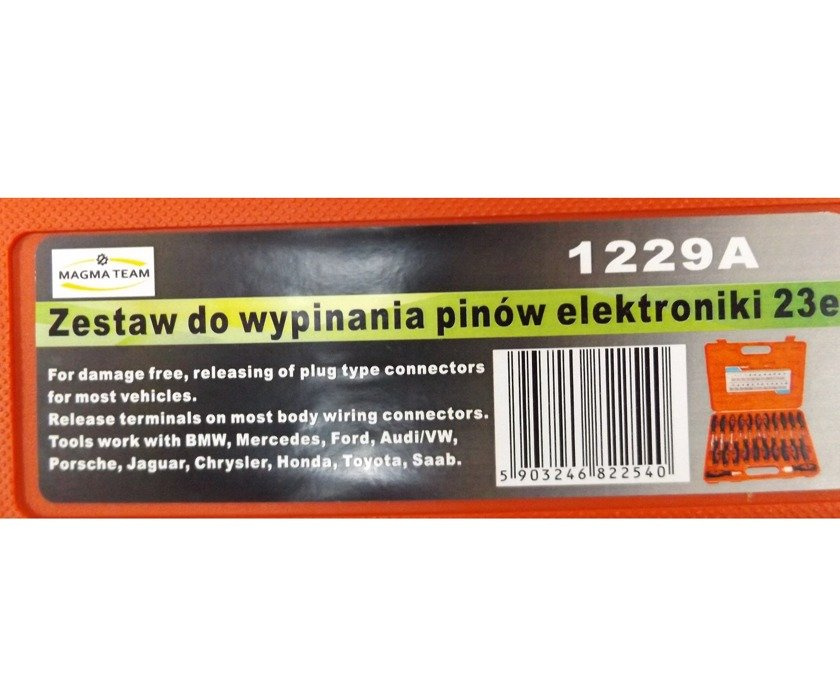 MAGMA TEAM
1229A
Zestaw do wypinania pinów elektroniki 23e
For damage free, releasing of plug type connectors
for most vehicles.
Release terminals on most body wiring connectors.
Tools work with BMW, Mercedes, Ford, Audi/VW,
Porsche, Jaguar, Chrysler, Honda, Toyota, Saab.
5 903246 822540